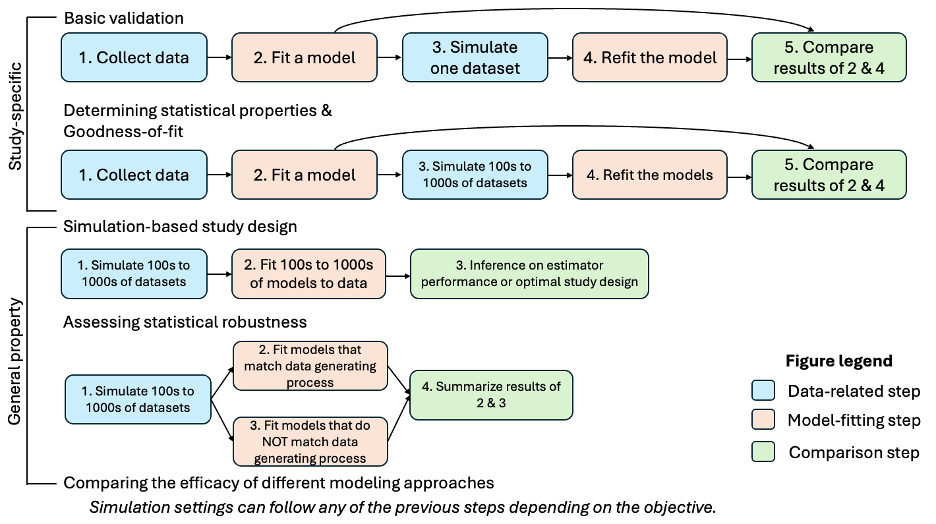 Study-specific
Basic validation
1. Collect data
2. Fit a model
3. Simulate
one dataset
4. Refit the model
5. Compare
results of 2 & 4
Determining statistical properties &
Goodness-of-fit
1. Collect data
2. Fit a model
3. Simulate 100s to
1000s of datasets
4. Refit the models
5. Compare
results of 2 & 4
General property
Simulation-based study design
1. Simulate 100s to
1000s of datasets
2. Fit 100s to 1000s
of models to data
3. Inference on estimator
performance or optimal study design
Assessing statistical robustness
1. Simulate 100s to
1000s of datasets
2. Fit models that
match data generating
process
3. Fit models that do
NOT match data
generating process
4. Summarize results of
2 & 3
Figure legend
Data-related step
Model-fitting step
Comparison step
Comparing the efficacy of different modeling approaches
Simulation settings can follow any of the previous steps depending on the objective.